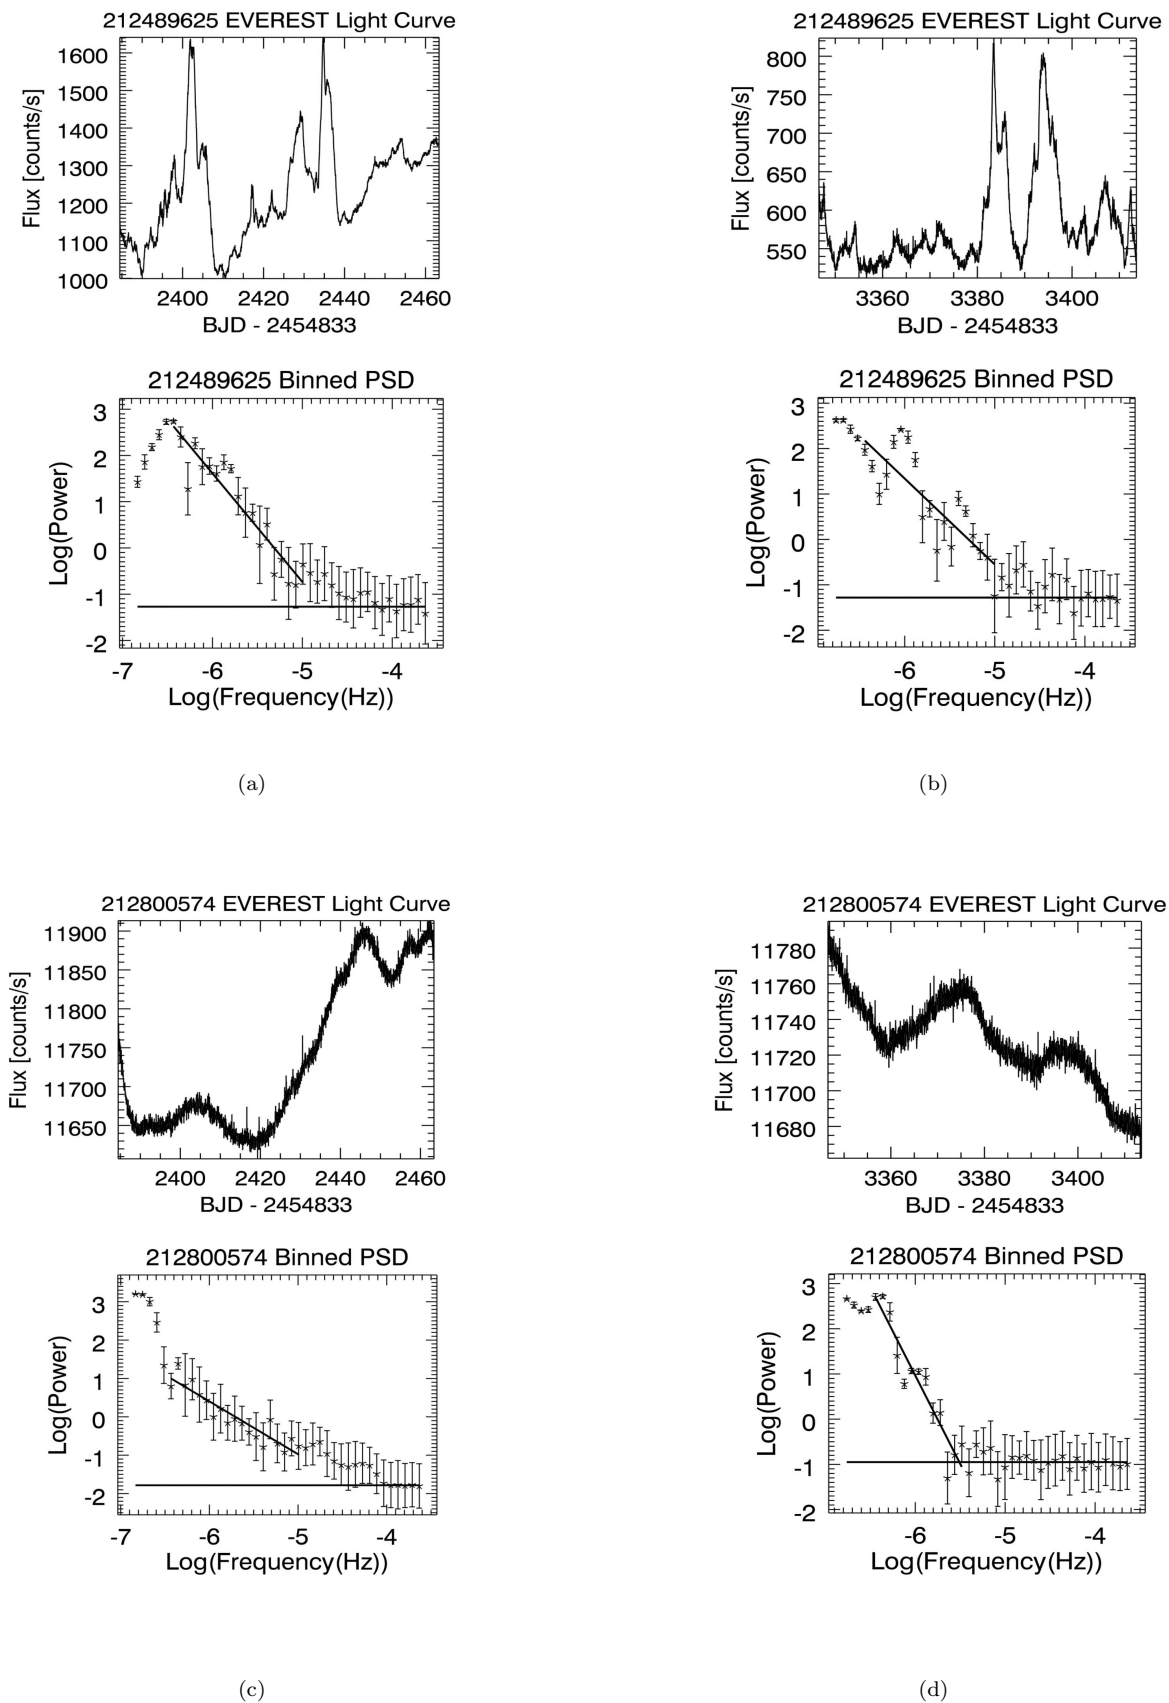 212489625 EVEREST Light Curve
1600
1500
1400
1300
1200
1100
1000
Flux [counts/s]
2400 2420 2440 2460
BJD - 2454833
212489625 Binned PSD
3
2
1
0
-1
-2
Log(Power)
-7 -6 -5 -4
Log(Frequency(Hz))
(a)
212489625 EVEREST Light Curve
800
750
700
650
600
550
Flux [counts/s]
3360 3380 3400
BJD - 2454833
212489625 Binned PSD
3
2
1
0
-1
-2
Log(Power)
-6 -5 -4
Log(Frequency(Hz))
(b)
212800574 EVEREST Light Curve
11900
11850
11800
11750
11700
11650
Flux [counts/s]
2400 2420 2440 2460
BJD - 2454833
212800574 Binned PSD
3
2
1
0
-1
-2
Log(Power)
-7 -6 -5 -4
Log(Frequency(Hz))
(c)
212800574 EVEREST Light Curve
11780
11760
11740
11720
11700
11680
Flux [counts/s]
3360 3380 3400
BJD - 2454833
212800574 Binned PSD
3
2
1
0
-1
-2
Log(Power)
-6 -5 -4
Log(Frequency(Hz))
(d)